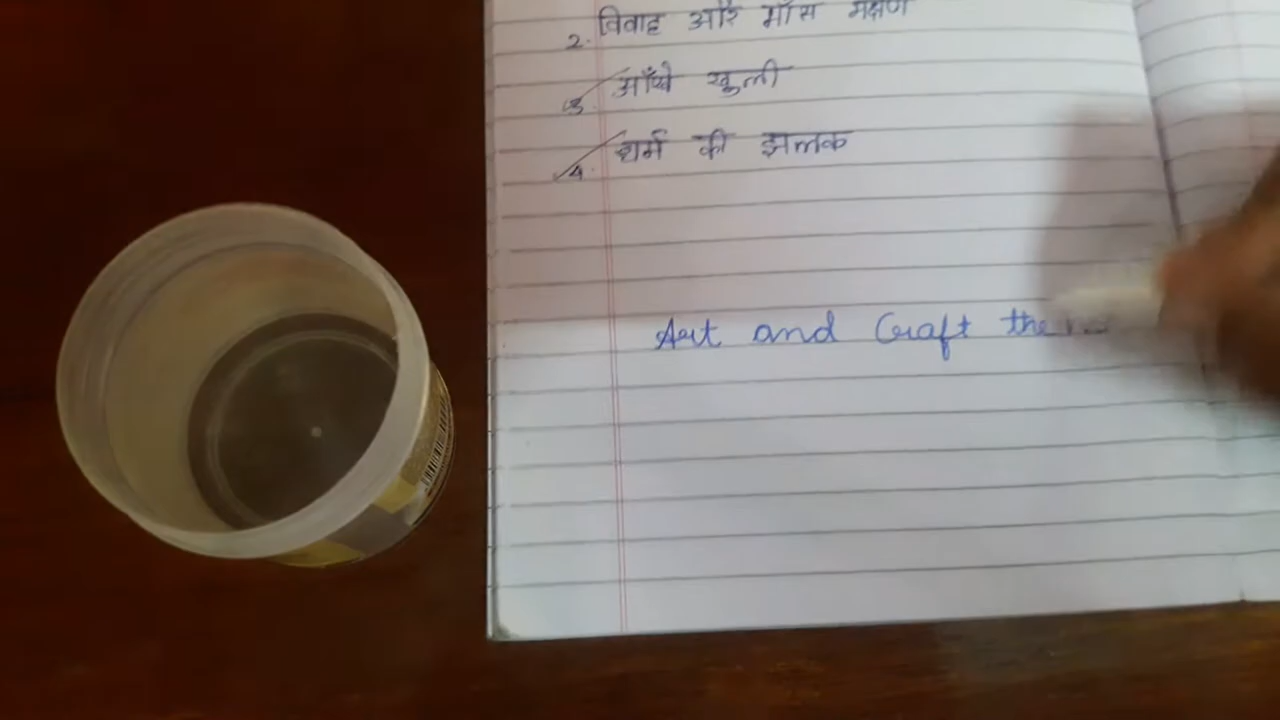 2. विवाह और माँस भक्षण
3. आँखे खुली
4. धर्म की झलक
Art and Craft the